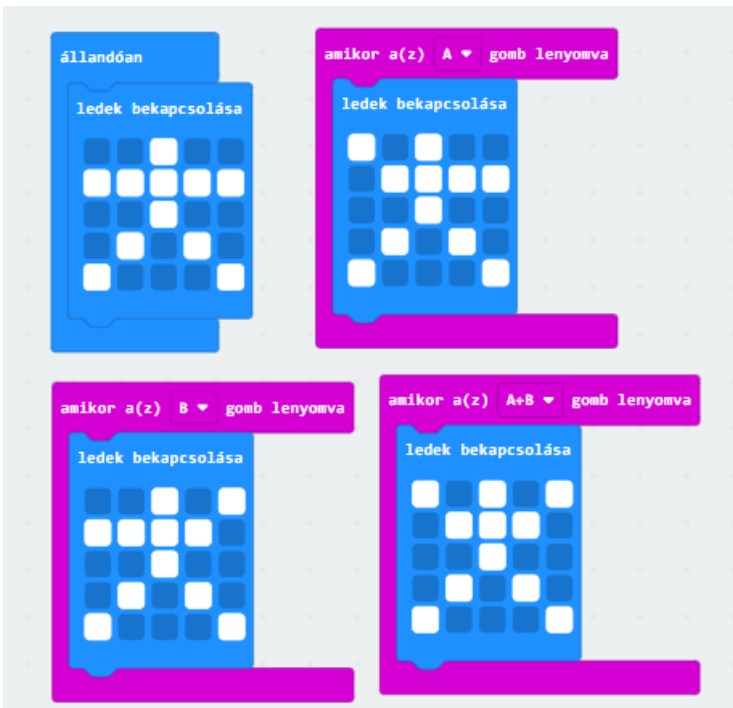 állandóan
ledek bekapcsolása
amikor a(z) A gomb lenyomva
ledek bekapcsolása
amikor a(z) B gomb lenyomva
ledek bekapcsolása
amikor a(z) A+B gomb lenyomva
ledek bekapcsolása